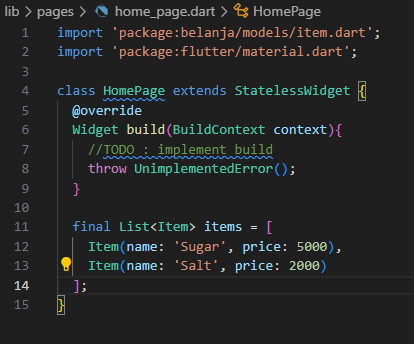 lib > pages > home_page.dart > HomePage
1 import 'package:belanja/models/item.dart';
2 import 'package:flutter/material.dart';
3
4 class HomePage extends StatelessWidget {
5   @override
6   Widget build(BuildContext context){
7     //TODO : implement build
8     throw UnimplementedError();
9   }
10
11   final List<Item> items = [
12     Item(name: 'Sugar', price: 5000),
13     Item(name: 'Salt', price: 2000)
14   ];
15 }